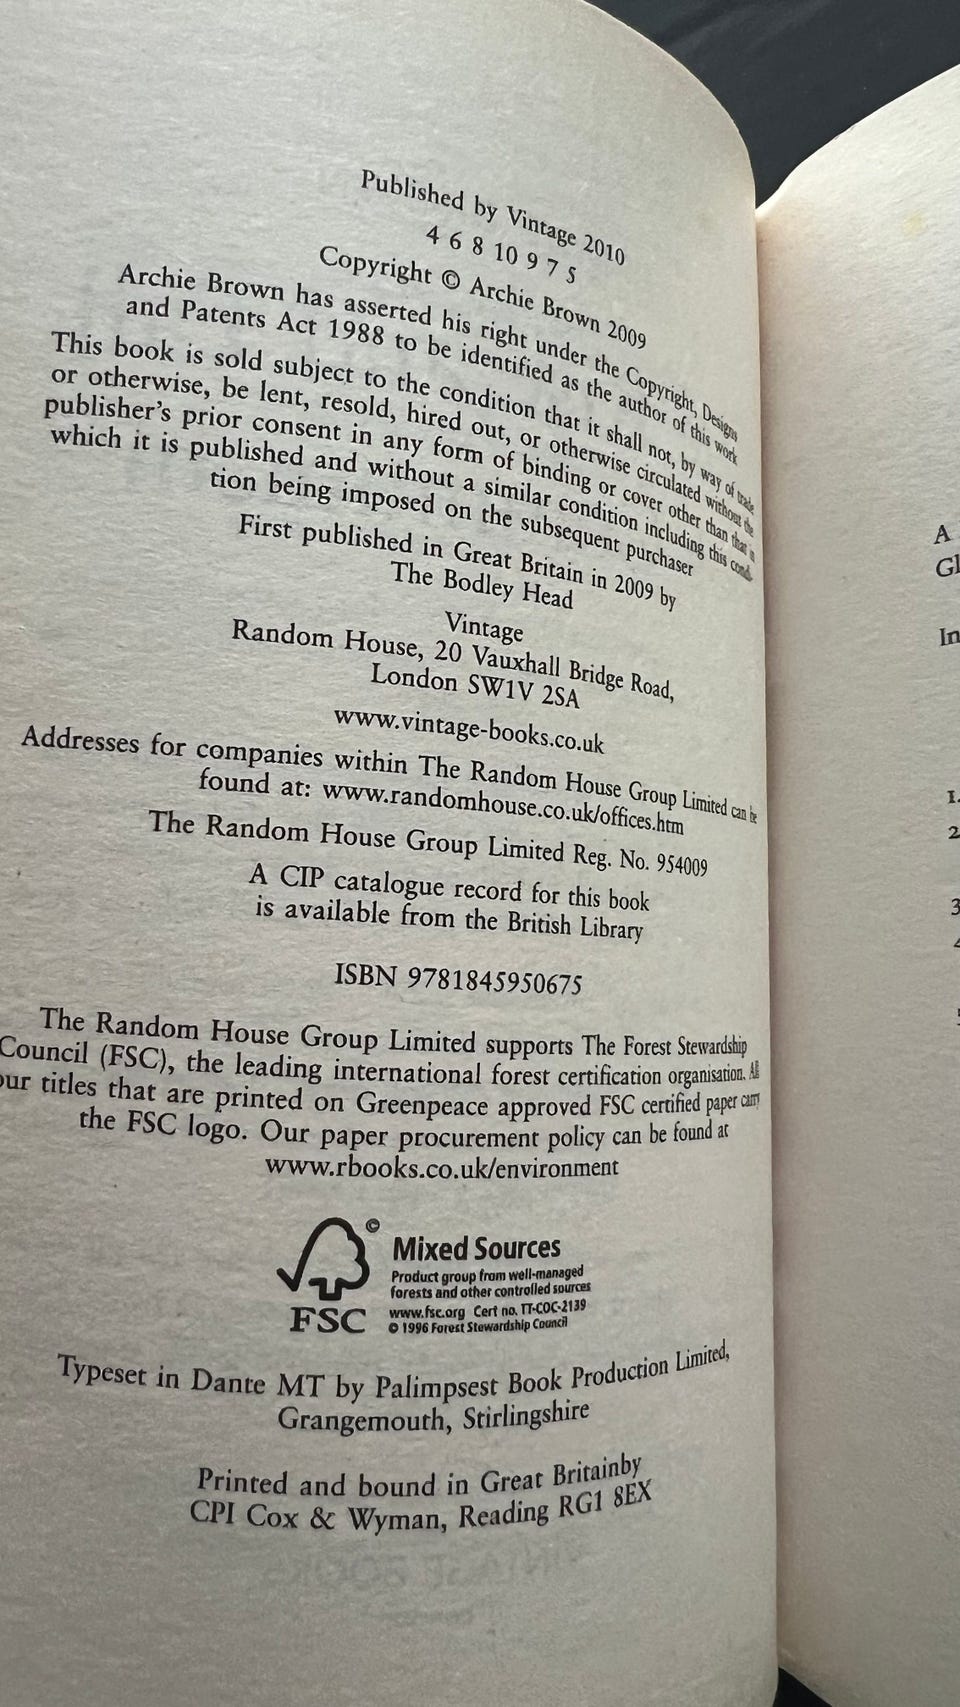 Published by Vintage 2010
4 6 8 10 9 7 5
Copyright © Archie Brown 2009
Archie Brown has asserted his right under the Copyright, Designs
and Patents Act 1988 to be identified as the author of this work
This book is sold subject to the condition that it shall not, by way of trade
or otherwise, be lent, resold, hired out, or otherwise circulated without the
publisher's prior consent in any form of binding or cover other than that in
which it is published and without a similar condition including this condi-
tion being imposed on the subsequent purchaser
First published in Great Britain in 2009 by
The Bodley Head
Vintage
Random House, 20 Vauxhall Bridge Road,
London SW1V 2SA
www.vintage-books.co.uk
Addresses for companies within The Random House Group Limited can be
found at: www.randomhouse.co.uk/offices.htm
The Random House Group Limited Reg. No. 954009
A CIP catalogue record for this book
is available from the British Library
ISBN 9781845950675
The Random House Group Limited supports The Forest Stewardship
Council (FSC), the leading international forest certification organisation. All
our titles that are printed on Greenpeace approved FSC certified paper carry
the FSC logo. Our paper procurement policy can be found at
www.rbooks.co.uk/environment
©
Mixed Sources
Product group from well-managed
forests and other controlled sources
www.fsc.org Cert no. TT-COC-2139
© 1996 Forest Stewardship Council
FSC
Typeset in Dante MT by Palimpsest Book Production Limited,
Grangemouth, Stirlingshire
Printed and bound in Great Britainby
CPI Cox & Wyman, Reading RG1 8EX
A
Gl
In
1.
2
3